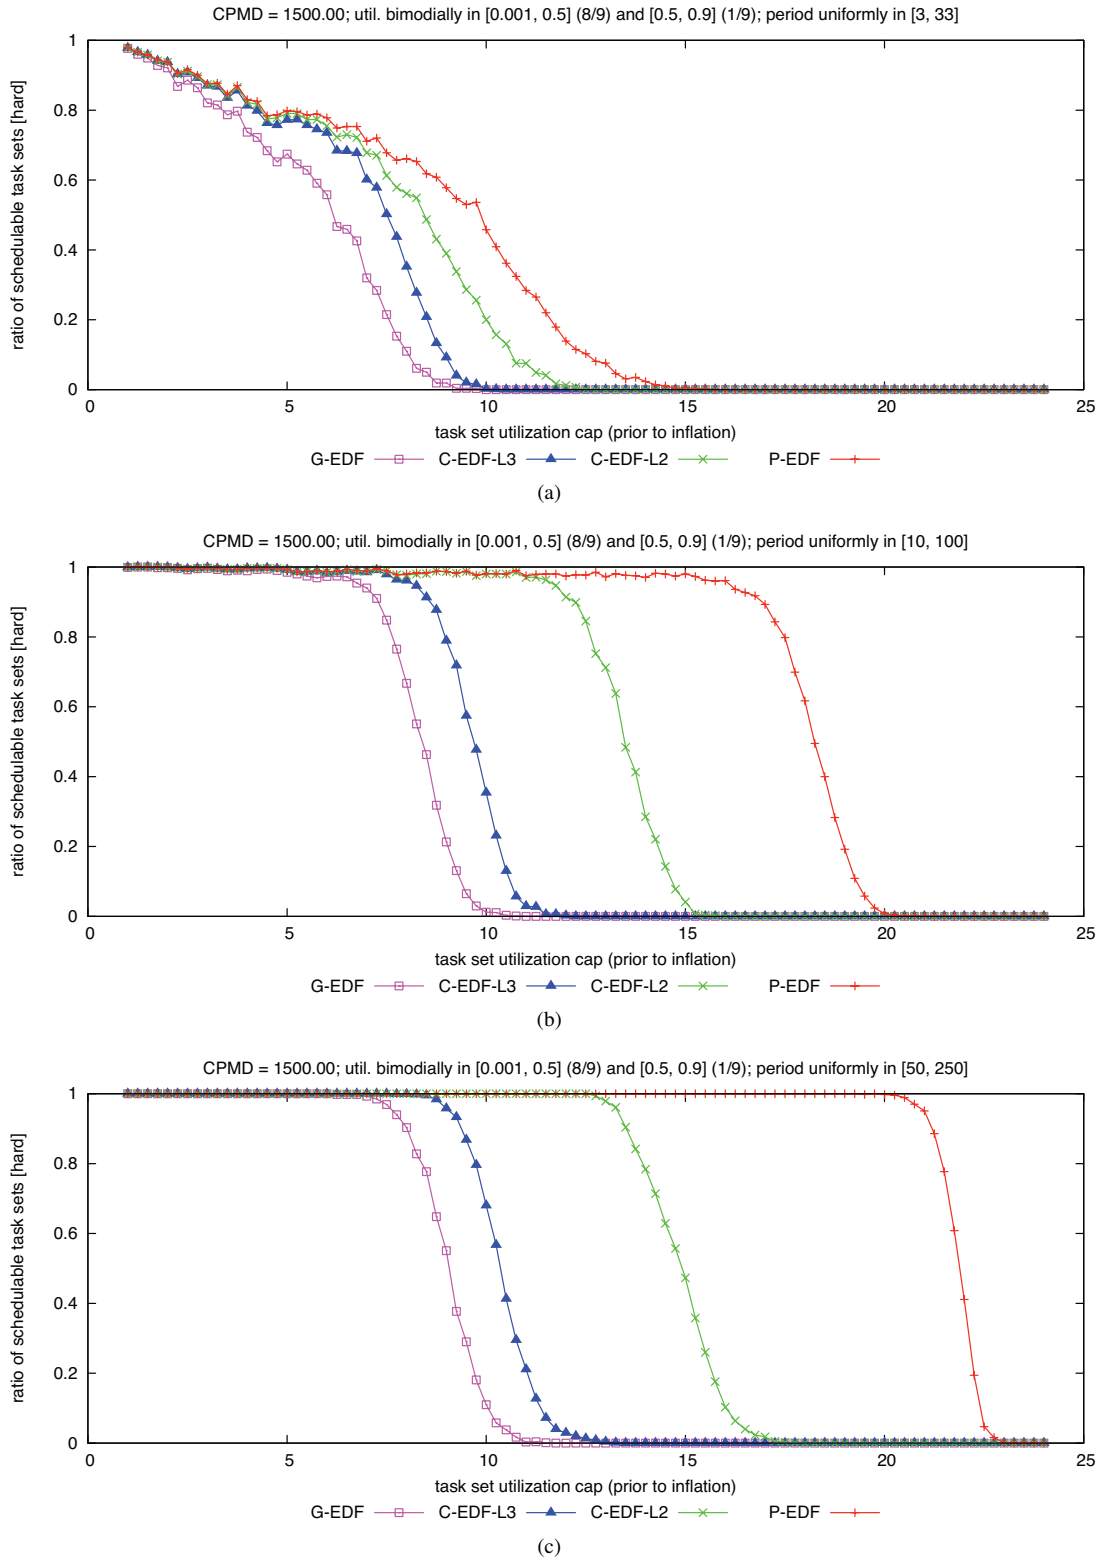 CPMD = 1500.00; util. bimodially in [0.001, 0.5] (8/9) and [0.5, 0.9] (1/9); period uniformly in [3, 33]
ratio of schedulable task sets [hard]
1
0.8
0.6
0.4
0.2
0
0 5 10 15 20 25
task set utilization cap (prior to inflation)
G-EDF C-EDF-L3 C-EDF-L2 P-EDF
(a)
CPMD = 1500.00; util. bimodially in [0.001, 0.5] (8/9) and [0.5, 0.9] (1/9); period uniformly in [10, 100]
ratio of schedulable task sets [hard]
1
0.8
0.6
0.4
0.2
0
0 5 10 15 20 25
task set utilization cap (prior to inflation)
G-EDF C-EDF-L3 C-EDF-L2 P-EDF
(b)
CPMD = 1500.00; util. bimodially in [0.001, 0.5] (8/9) and [0.5, 0.9] (1/9); period uniformly in [50, 250]
ratio of schedulable task sets [hard]
1
0.8
0.6
0.4
0.2
0
0 5 10 15 20 25
task set utilization cap (prior to inflation)
G-EDF C-EDF-L3 C-EDF-L2 P-EDF
(c)